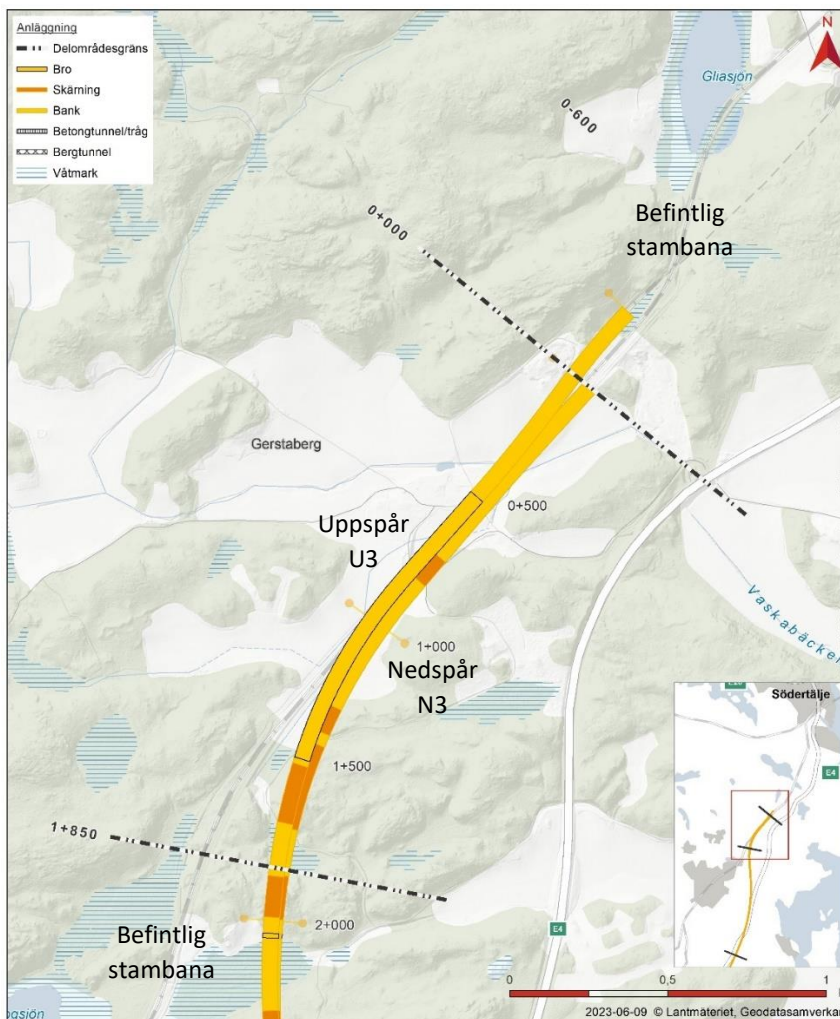 Anläggning
Delområdesgräns
Bro
Skärning
Bank
Betongtunnel/tråg
Bergtunnel
Våtmark
N
Gliasjön
0-600
Befintlig
stambana
0+000
Gerstaberg
0+500
Uppspår
U3
Vaskabäcken
1+000
Nedspår
N3
Södertälje
E4
1+500
1+850
2+000
E4
Befintlig
stambana
0
0,5
1
2023-06-09 © Lantmäteriet, Geodatasamverka